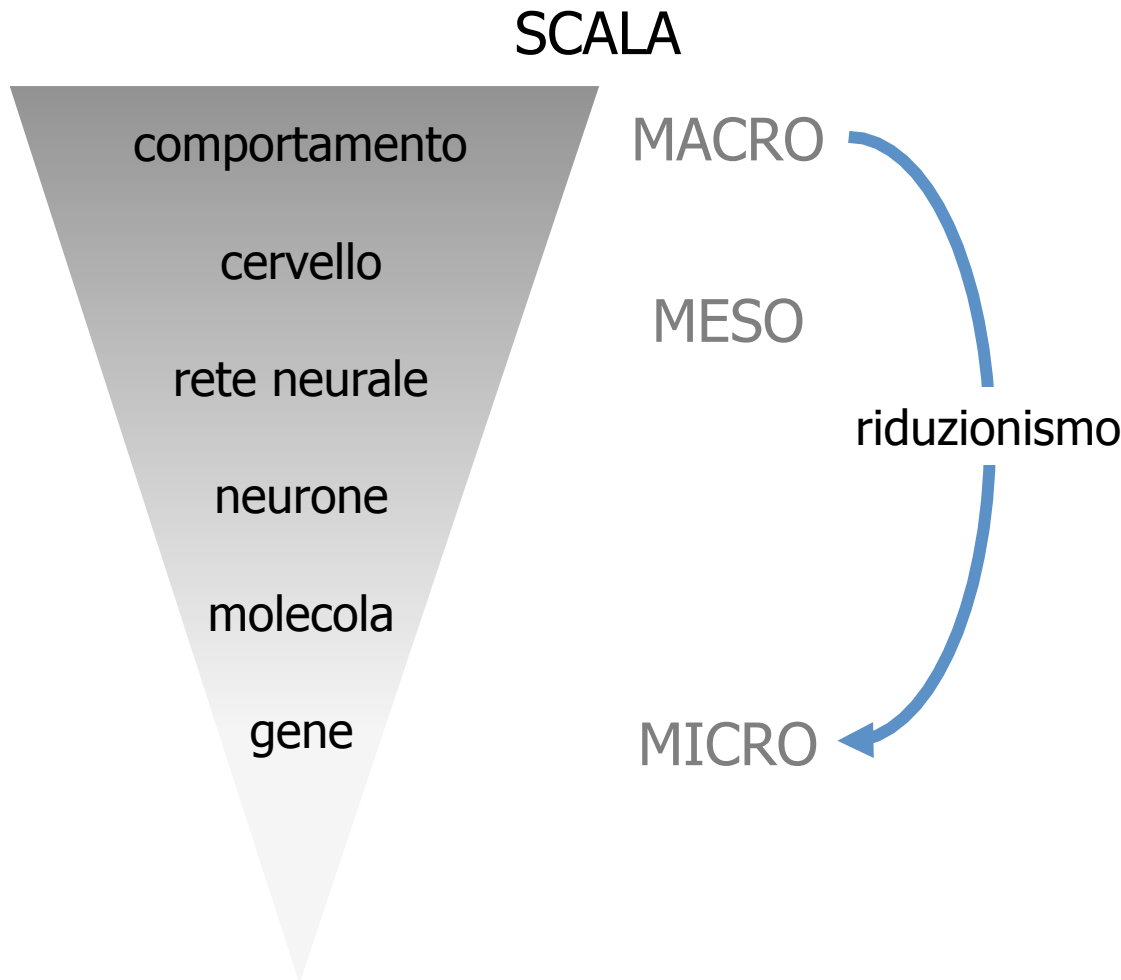 SCALA
comportamento
MACRO
cervello
MESO
rete neurale
riduzionismo
neurone
molecola
gene
MICRO